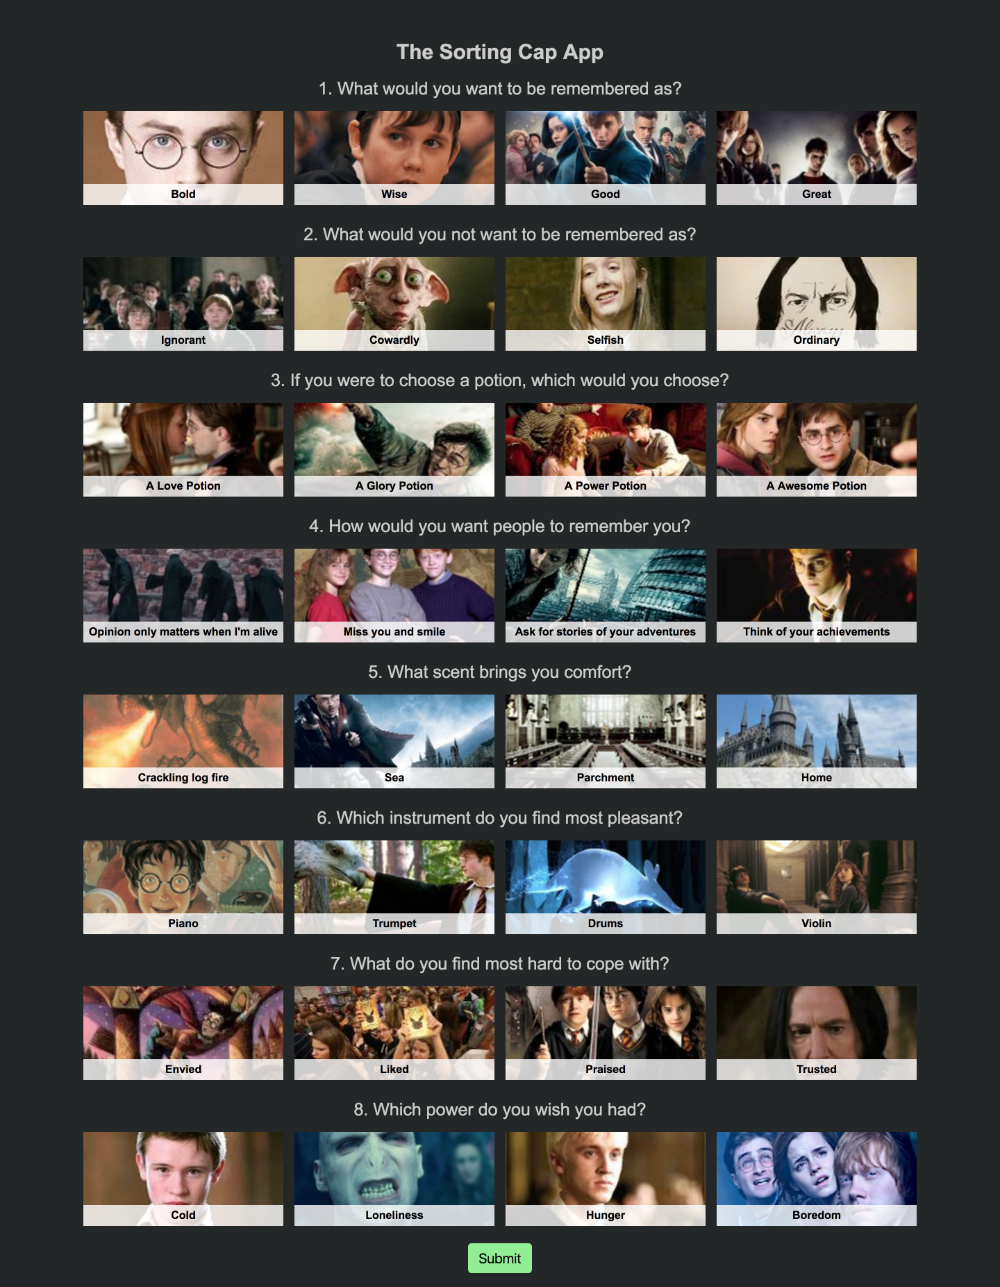 The Sorting Cap App
1. What would you want to be remembered as?
Bold
Wise
Good
Great
2. What would you not want to be remembered as?
Always
Ignorant
Cowardly
Selfish
Ordinary
3. If you were to choose a potion, which would you choose?
A Love Potion
A Glory Potion
A Power Potion
A Awesome Potion
4. How would you want people to remember you?
Opinion only matters when I'm alive
Miss you and smile
Ask for stories of your adventures
Think of your achievements
5. What scent brings you comfort?
Crackling log fire
Sea
Parchment
Home
6. Which instrument do you find most pleasant?
Piano
Trumpet
Drums
Violin
7. What do you find most hard to cope with?
Envied
Liked
Praised
Trusted
8. Which power do you wish you had?
Cold
Loneliness
Hunger
Boredom
Submit